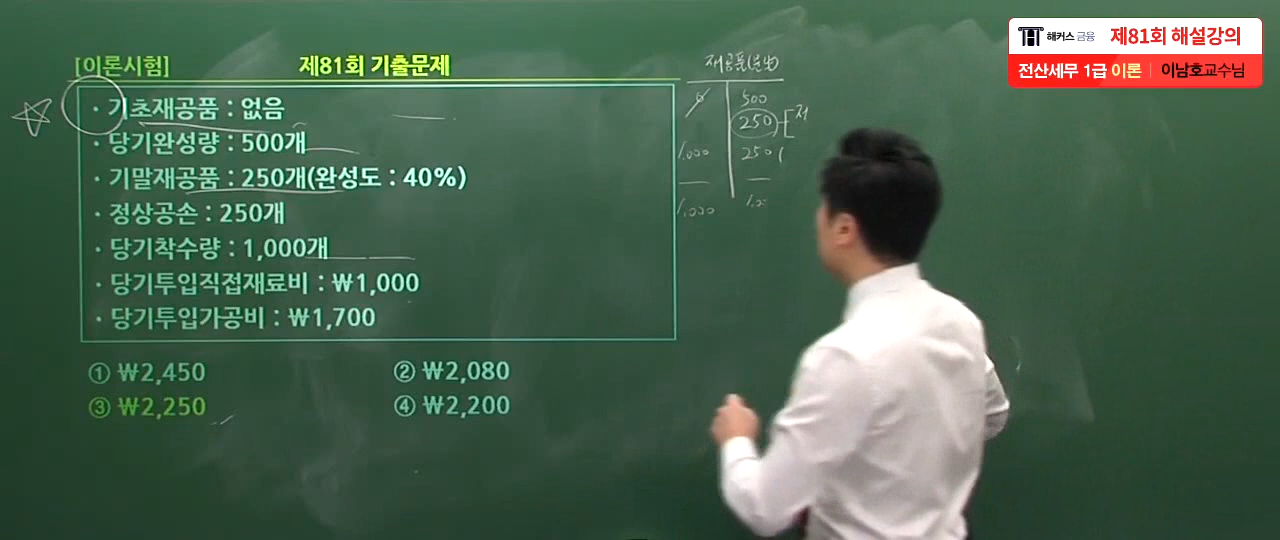 해커스 금융 제81회 해설강의
전산세무 1급 이론 | 이남호교수님
[이론시험] 제81회 기출문제
· 기초재공품 : 없음
· 당기완성량 : 500개
· 기말재공품 : 250개(완성도 : 40%)
· 정상공손 : 250개
· 당기착수량 : 1,000개
· 당기투입직접재료비 : ₩1,000
· 당기투입가공비 : ₩1,700
① ₩2,450 ② ₩2,080
③ ₩2,250 ④ ₩2,200
재공품
0 500
250
1,000 250
1,000